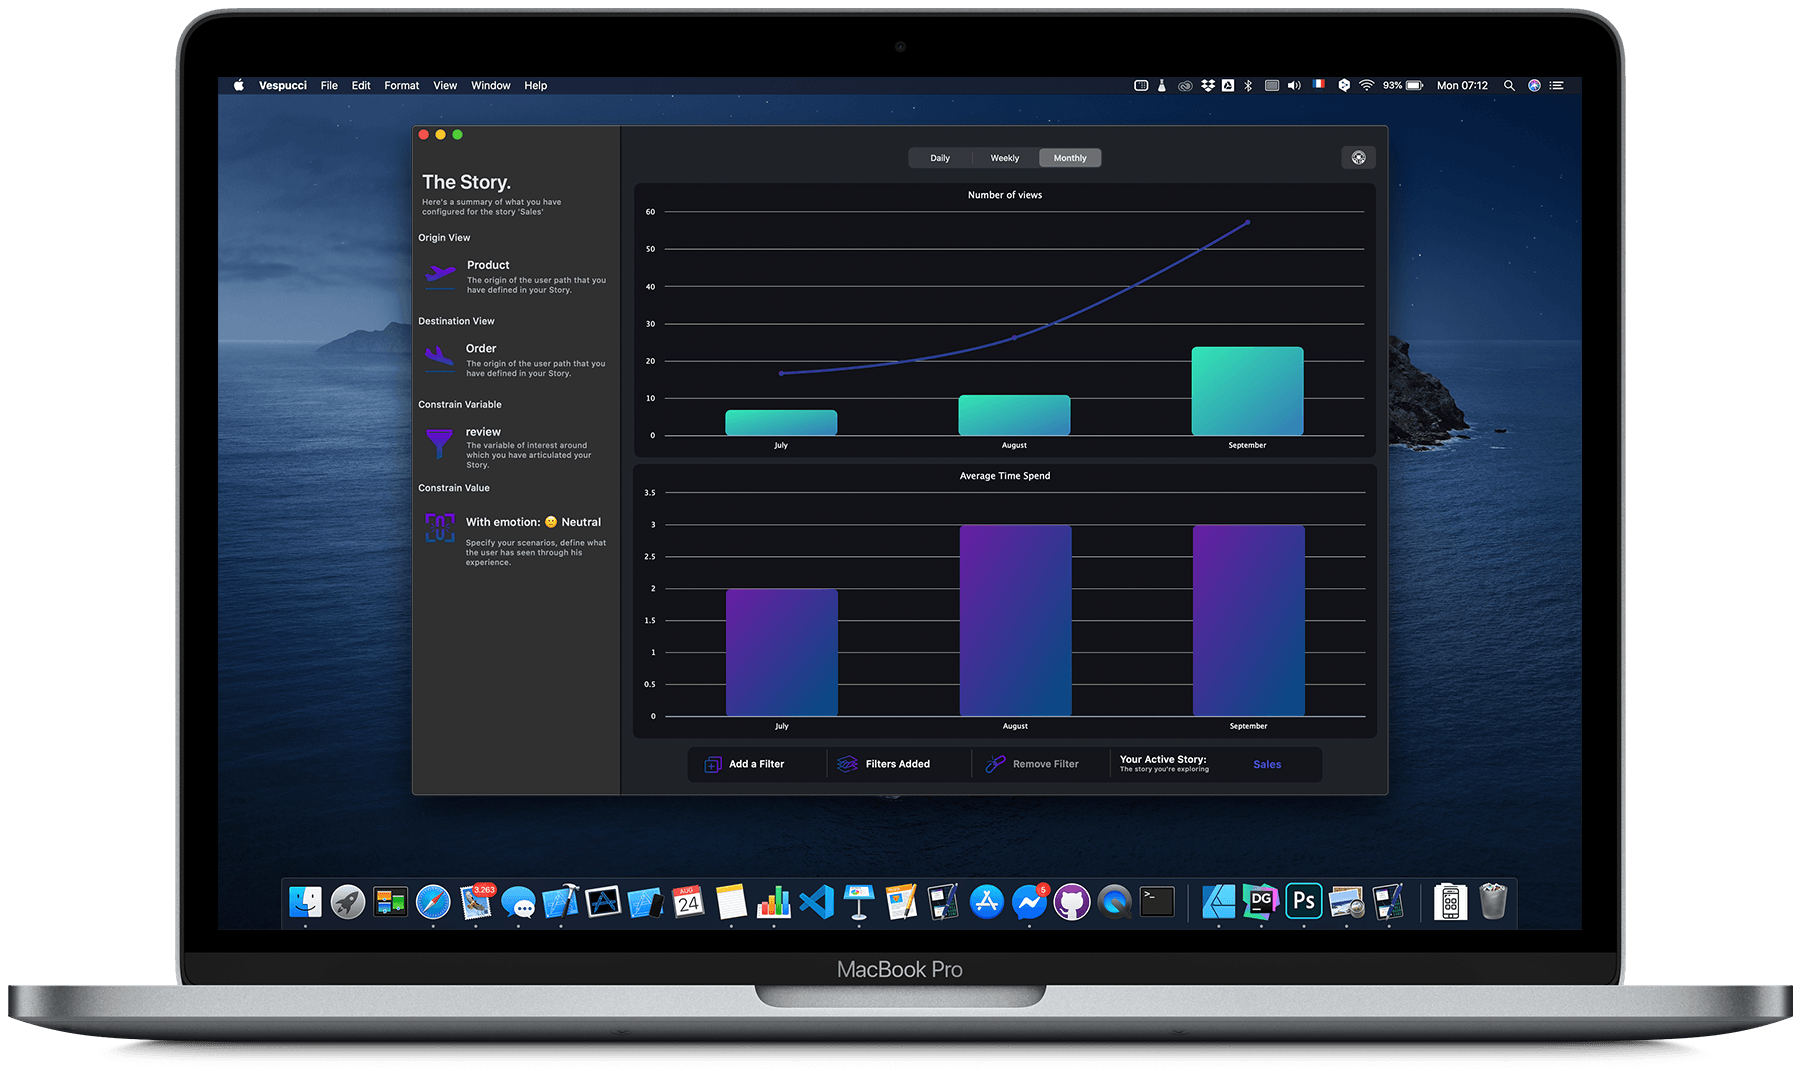 Vespucci File Edit Format View Window Help
93% Mon 07:12
Daily Weekly Monthly
The Story.
Here's a summary of what you have
configured for the story 'Sales'
Origin View
Product
The origin of the user path that you
have defined in your Story.
Destination View
Order
The origin of the user path that you
have defined in your Story.
Constrain Variable
review
The variable of interest around
which you have articulated your
Story.
Constrain Value
With emotion: 😕 Neutral
Specify your scenarios, define what
the user has seen through his
experience.
Number of views
60
50
40
30
20
10
0
July August September
Average Time Spend
3.5
3
2.5
2
1.5
1
0.5
0
July August September
Add a Filter
Filters Added
Remove Filter
Your Active Story:
The story you're exploring
Sales
3.263
AUG
24
5
>_
DG
Ps
MacBook Pro